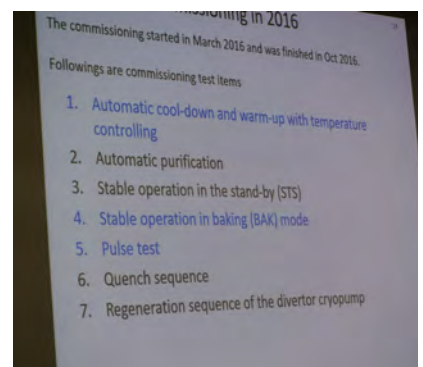 in 2016
The commissioning started in March 2016 and was finished in Oct 2016.
Followings are commissioning test items
1. Automatic cool-down and warm-up with temperature
controlling
2. Automatic purification
3. Stable operation in the stand-by (STS)
4. Stable operation in baking (BAK) mode
5. Pulse test
6. Quench sequence
7. Regeneration sequence of the divertor cryopump